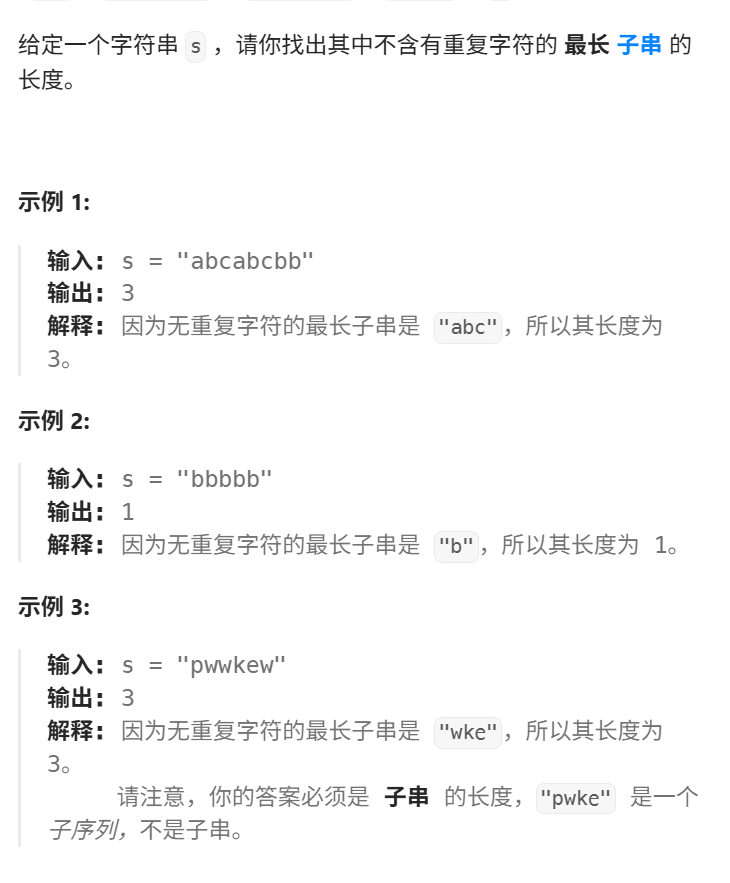 给定一个字符串 s ，请你找出其中不含有重复字符的 最长 子串 的
长度。
示例 1:
输入: s = "abcabcbb"
输出: 3
解释: 因为无重复字符的最长子串是 "abc"，所以其长度为
3。
示例 2:
输入: s = "bbbbb"
输出: 1
解释: 因为无重复字符的最长子串是 "b"，所以其长度为 1。
示例 3:
输入: s = "pwwkew"
输出: 3
解释: 因为无重复字符的最长子串是 "wke"，所以其长度为
3。
请注意，你的答案必须是 子串 的长度，"pwke" 是一个
子序列，不是子串。